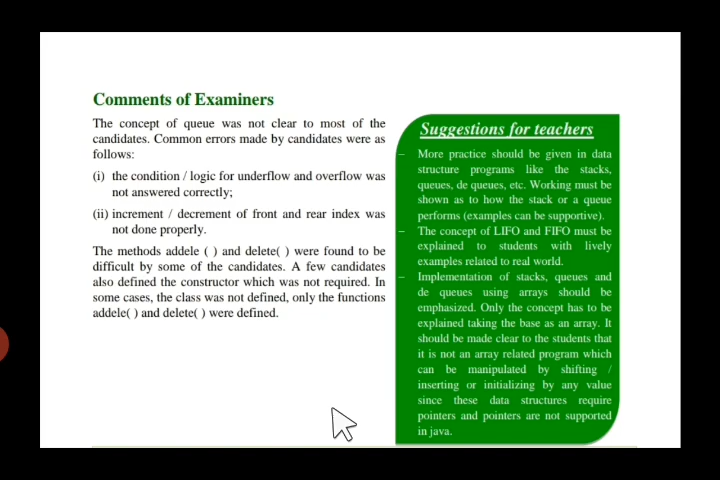 Comments of Examiners
The concept of queue was not clear to most of the
candidates. Common errors made by candidates were as
follows:
(i) the condition / logic for underflow and overflow was
not answered correctly;
(ii) increment / decrement of front and rear index was
not done properly.
The methods addele ( ) and delete( ) were found to be
difficult by some of the candidates. A few candidates
also defined the constructor which was not required. In
some cases, the class was not defined, only the functions
addele( ) and delete( ) were defined.
Suggestions for teachers
– More practice should be given in data
structure programs like the stacks,
queues, de queues, etc. Working must be
shown as to how the stack or a queue
performs (examples can be supportive).
– The concept of LIFO and FIFO must be
explained to students with lively
examples related to real world.
– Implementation of stacks, queues and
de queues using arrays should be
emphasized. Only the concept has to be
explained taking the base as an array. It
should be made clear to the students that
it is not an array related program which
can be manipulated by shifting /
inserting or initializing by any value
since these data structures require
pointers and pointers are not supported
in java.